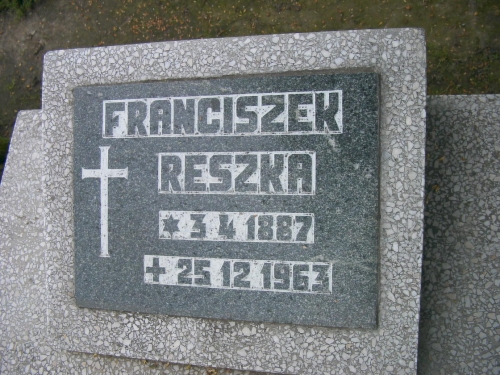 FRANCISZEK
RESZKA
* 3 4 1887
+ 25 12 1963